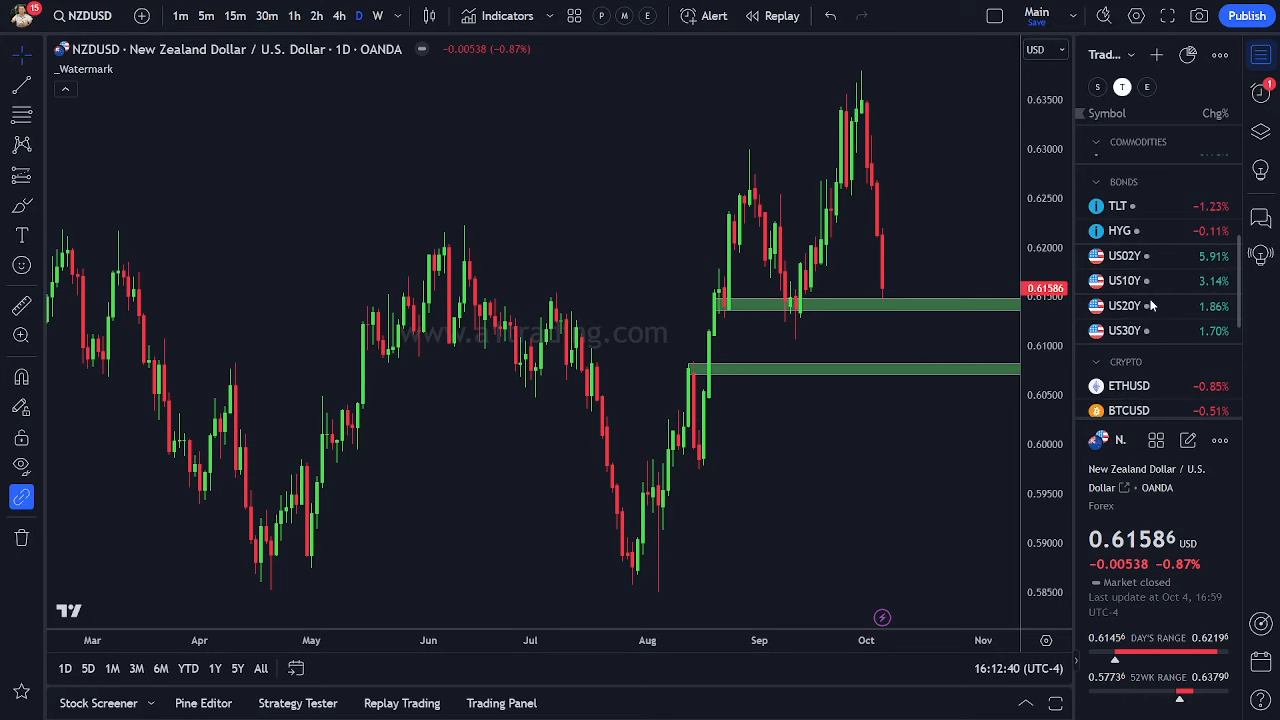 15
NZDUSD
1m 5m 15m 30m 1h 2h 4h D W
Indicators
P M E
Alert
Replay
Main
Save
Publish
NZDUSD · New Zealand Dollar / U.S. Dollar · 1D · OANDA
−0.00538 (−0.87%)
_Watermark
USD
0.63500
0.63000
0.62500
0.62000
0.61586
0.61000
0.60500
0.60000
0.59500
0.59000
0.58500
www.a1trading.com
Mar Apr May Jun Jul Aug Sep Oct Nov
1D 5D 1M 3M 6M YTD 1Y 5Y All
16:12:40 (UTC-4)
Stock Screener Pine Editor Strategy Tester Replay Trading Trading Panel
Trad...
S T E
Symbol Chg%
COMMODITIES
BONDS
TLT −1.23%
HYG −0.11%
US02Y 5.91%
US10Y 3.14%
US20Y 1.86%
US30Y 1.70%
CRYPTO
ETHUSD −0.85%
BTCUSD −0.51%
N.
New Zealand Dollar / U.S.
Dollar · OANDA
Forex
0.61586 USD
−0.00538 −0.87%
Market closed
Last update at Oct 4, 16:59
UTC-4
0.61456 DAY'S RANGE 0.62196
0.57736 52WK RANGE 0.63790
1